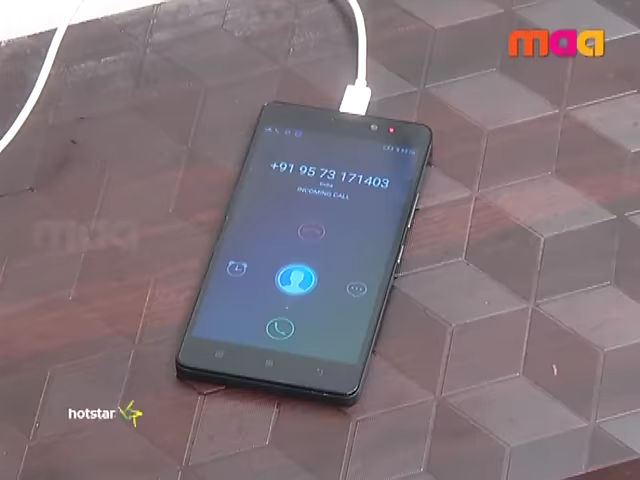 maa
+91 95 73 171403
India
INCOMING CALL
maa
hotstar